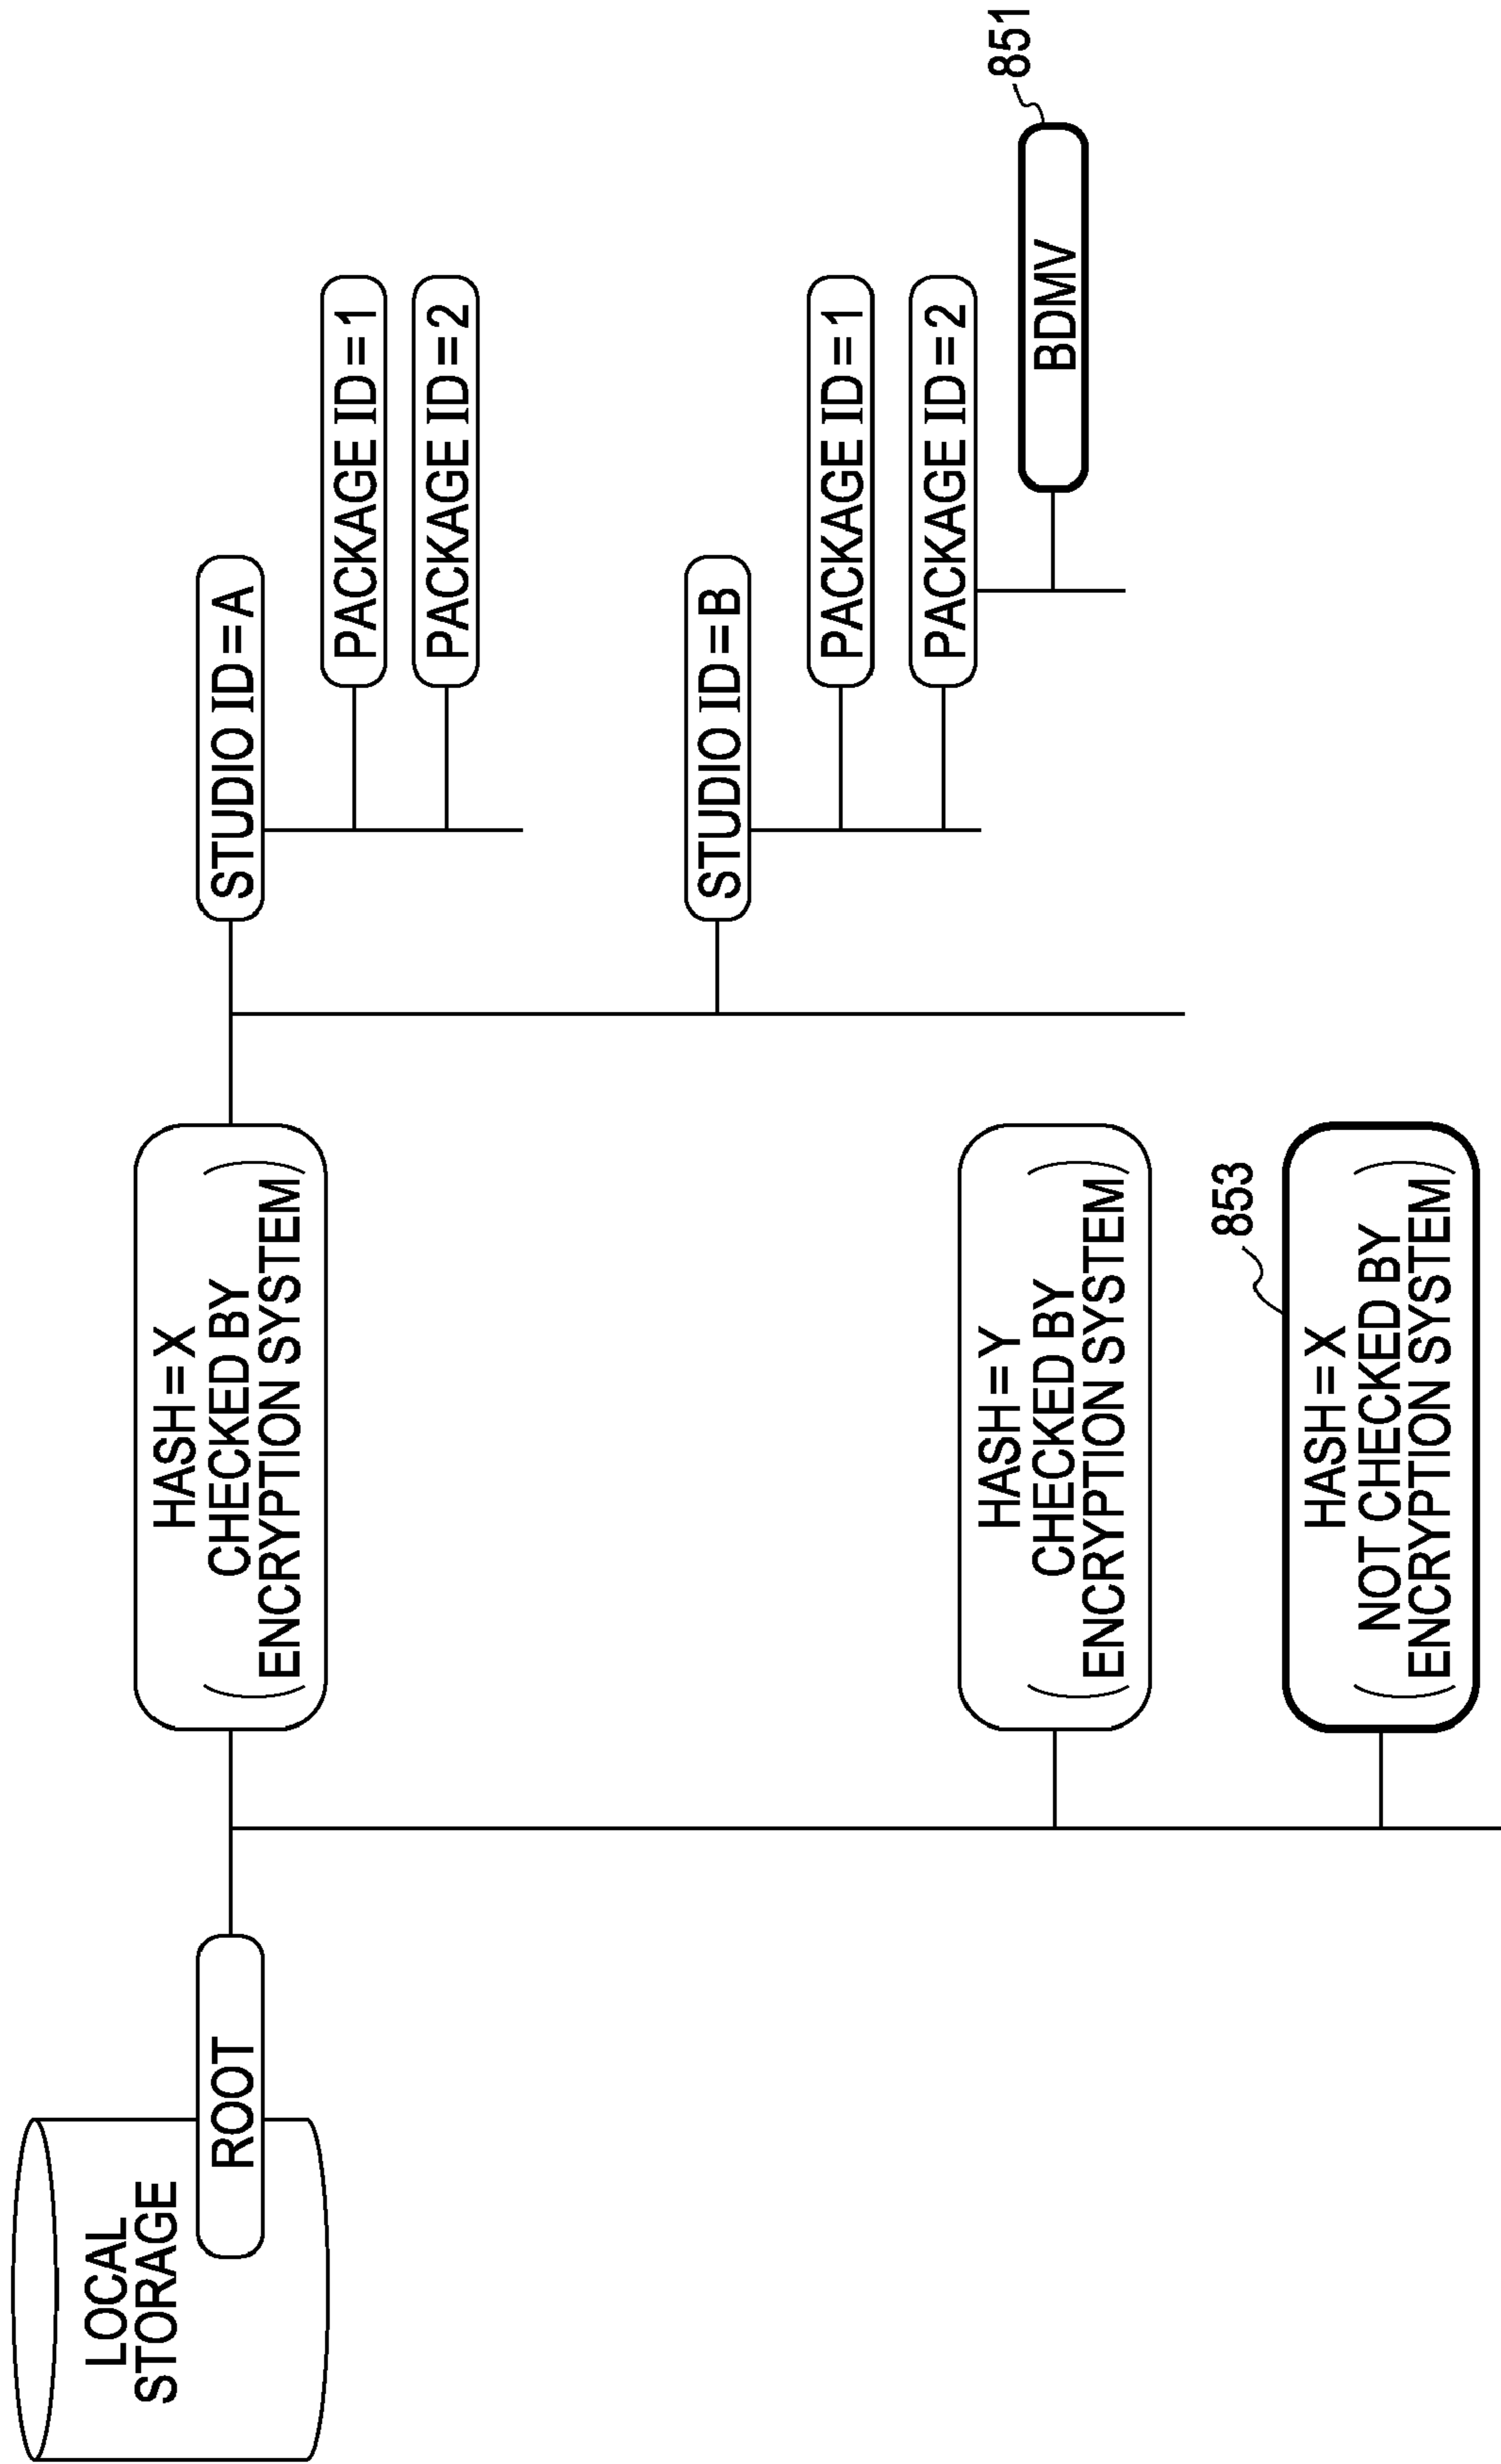 LOCAL
STORAGE
ROOT
HASH=X
CHECKED BY
ENCRYPTION SYSTEM
STUDIO ID=A
PACKAGE ID=1
PACKAGE ID=2
STUDIO ID=B
PACKAGE ID=1
PACKAGE ID=2
BDMV
851
HASH=Y
CHECKED BY
ENCRYPTION SYSTEM
853
HASH=X
NOT CHECKED BY
ENCRYPTION SYSTEM